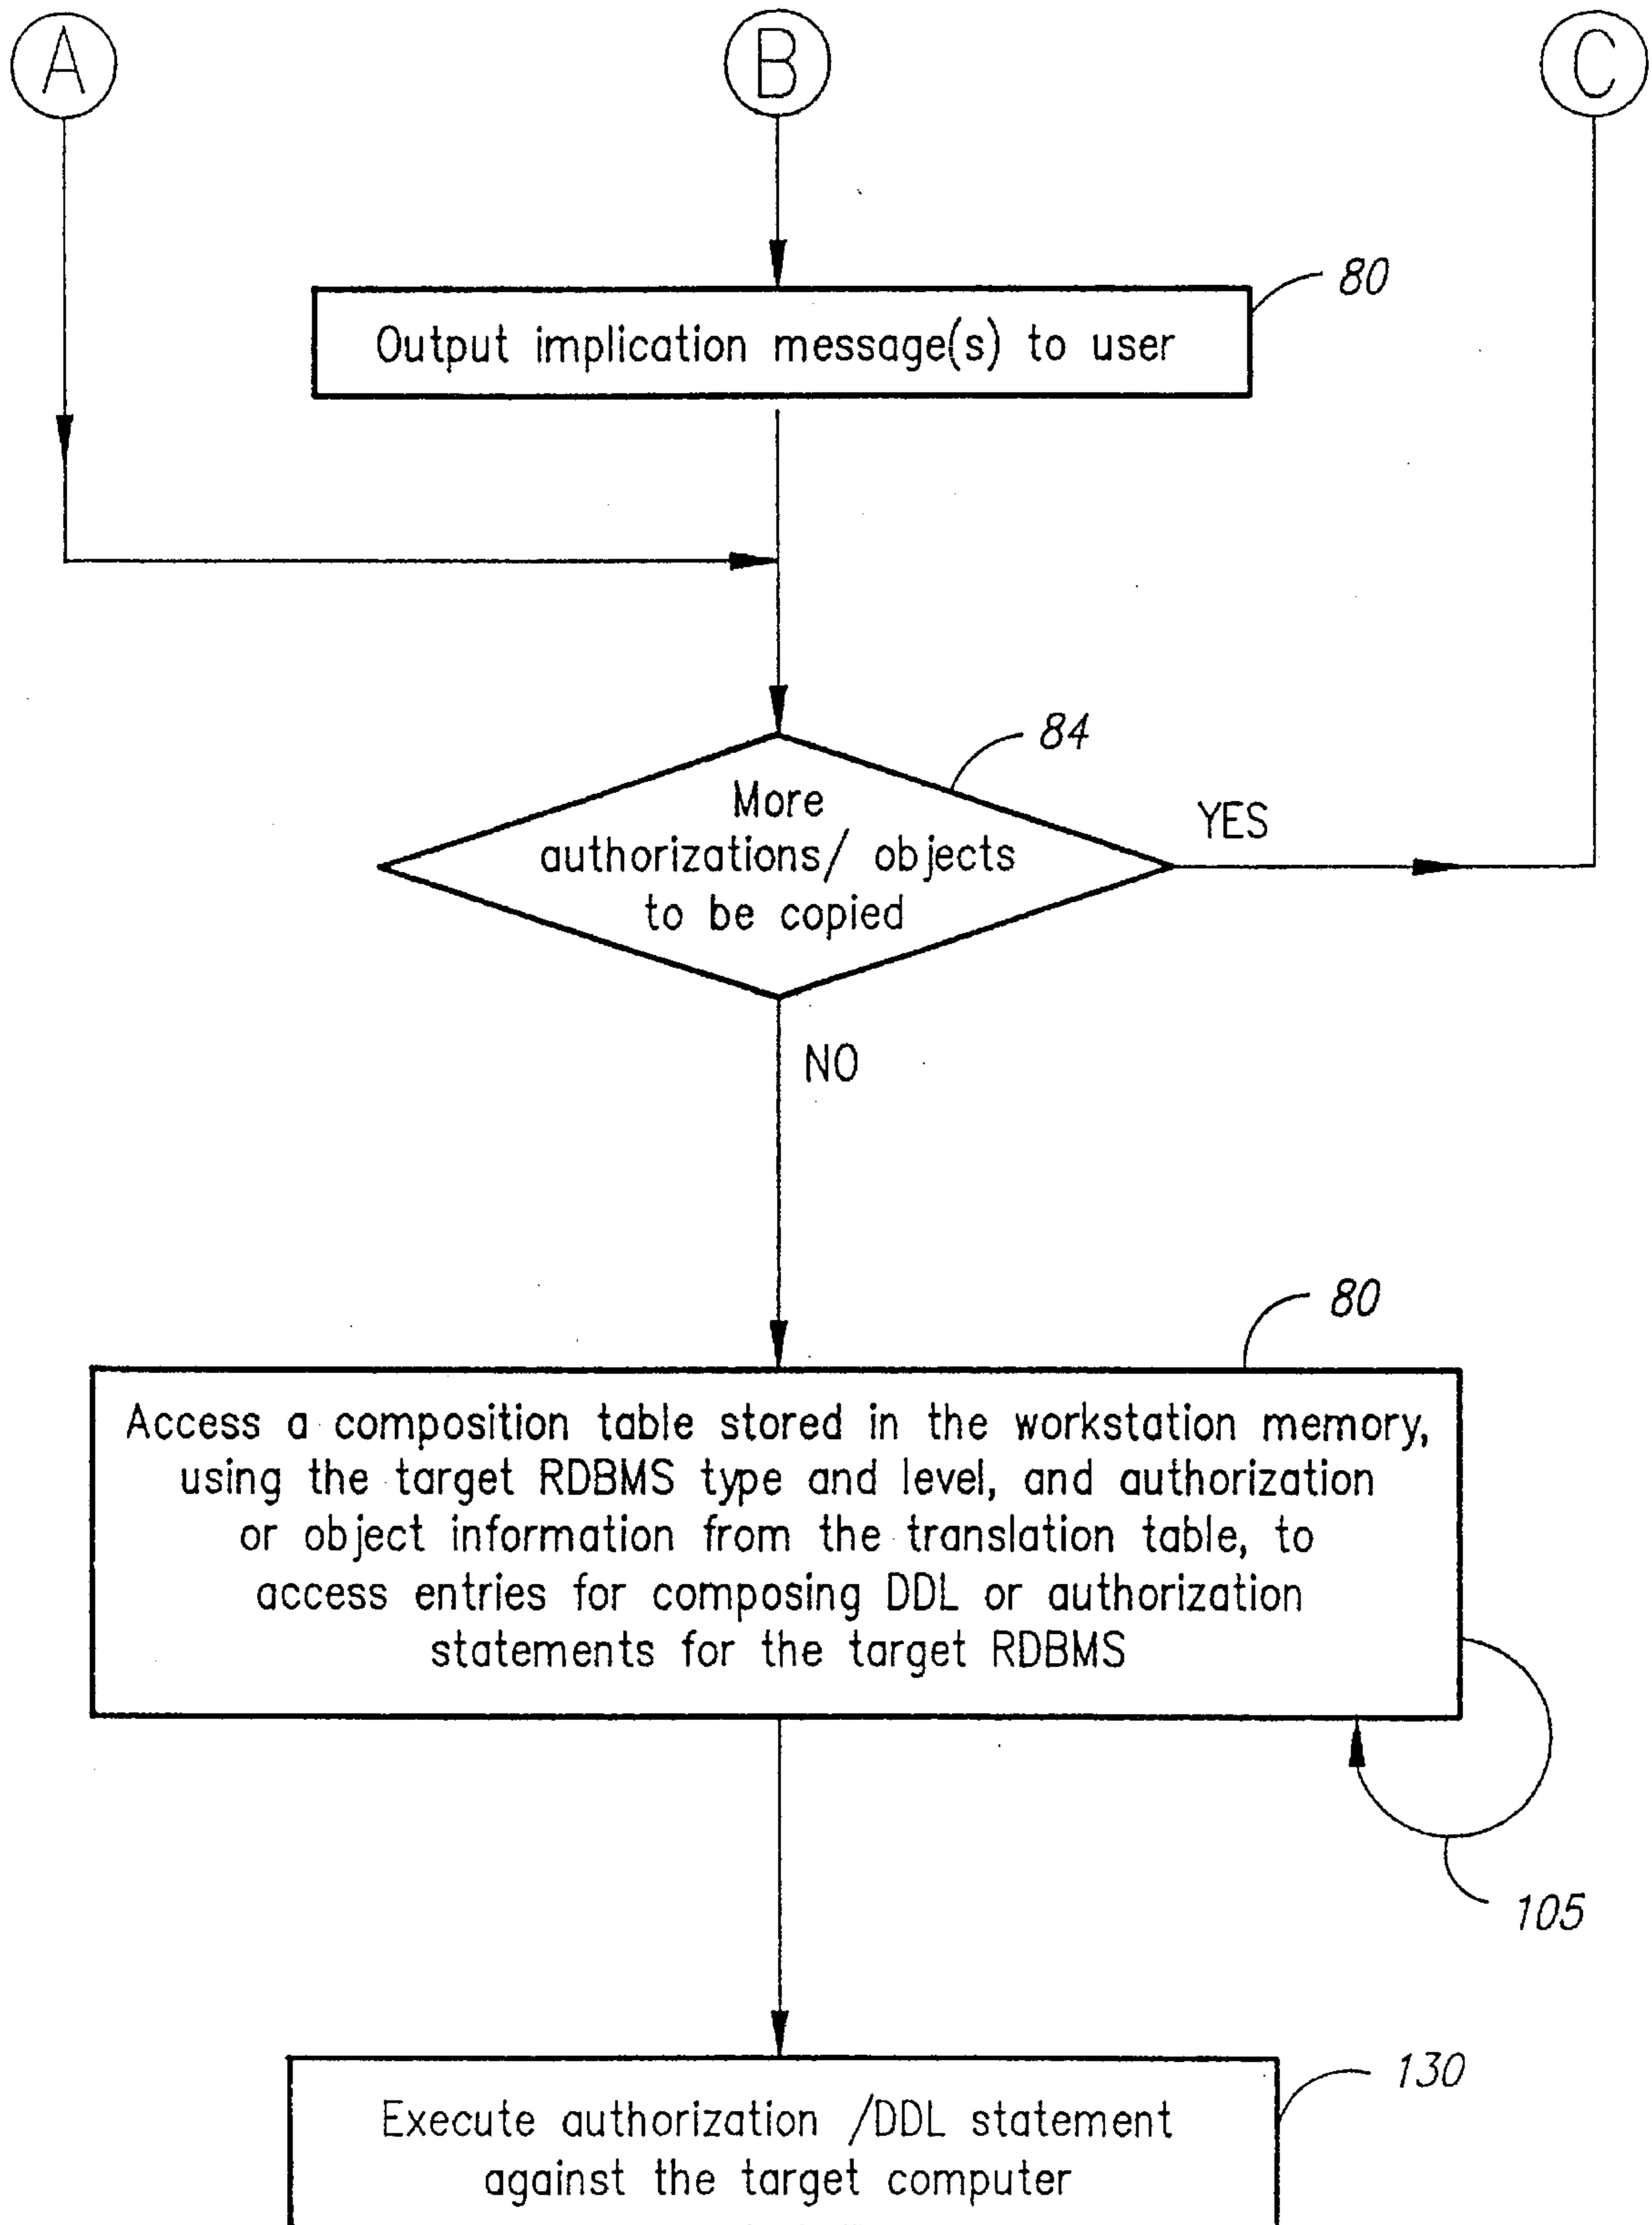 A
B
C
80
Output implication message(s) to user
84
More
authorizations/ objects
to be copied
YES
NO
80
Access a composition table stored in the workstation memory,
using the target RDBMS type and level, and authorization
or object information from the translation table, to
access entries for composing DDL or authorization
statements for the target RDBMS
105
130
Execute authorization /DDL statement
against the target computer